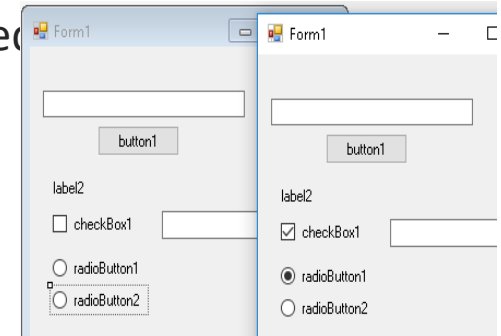 Form1
button1
label2
checkBox1
radioButton1
radioButton2
Form1
button1
label2
checkBox1
radioButton1
radioButton2